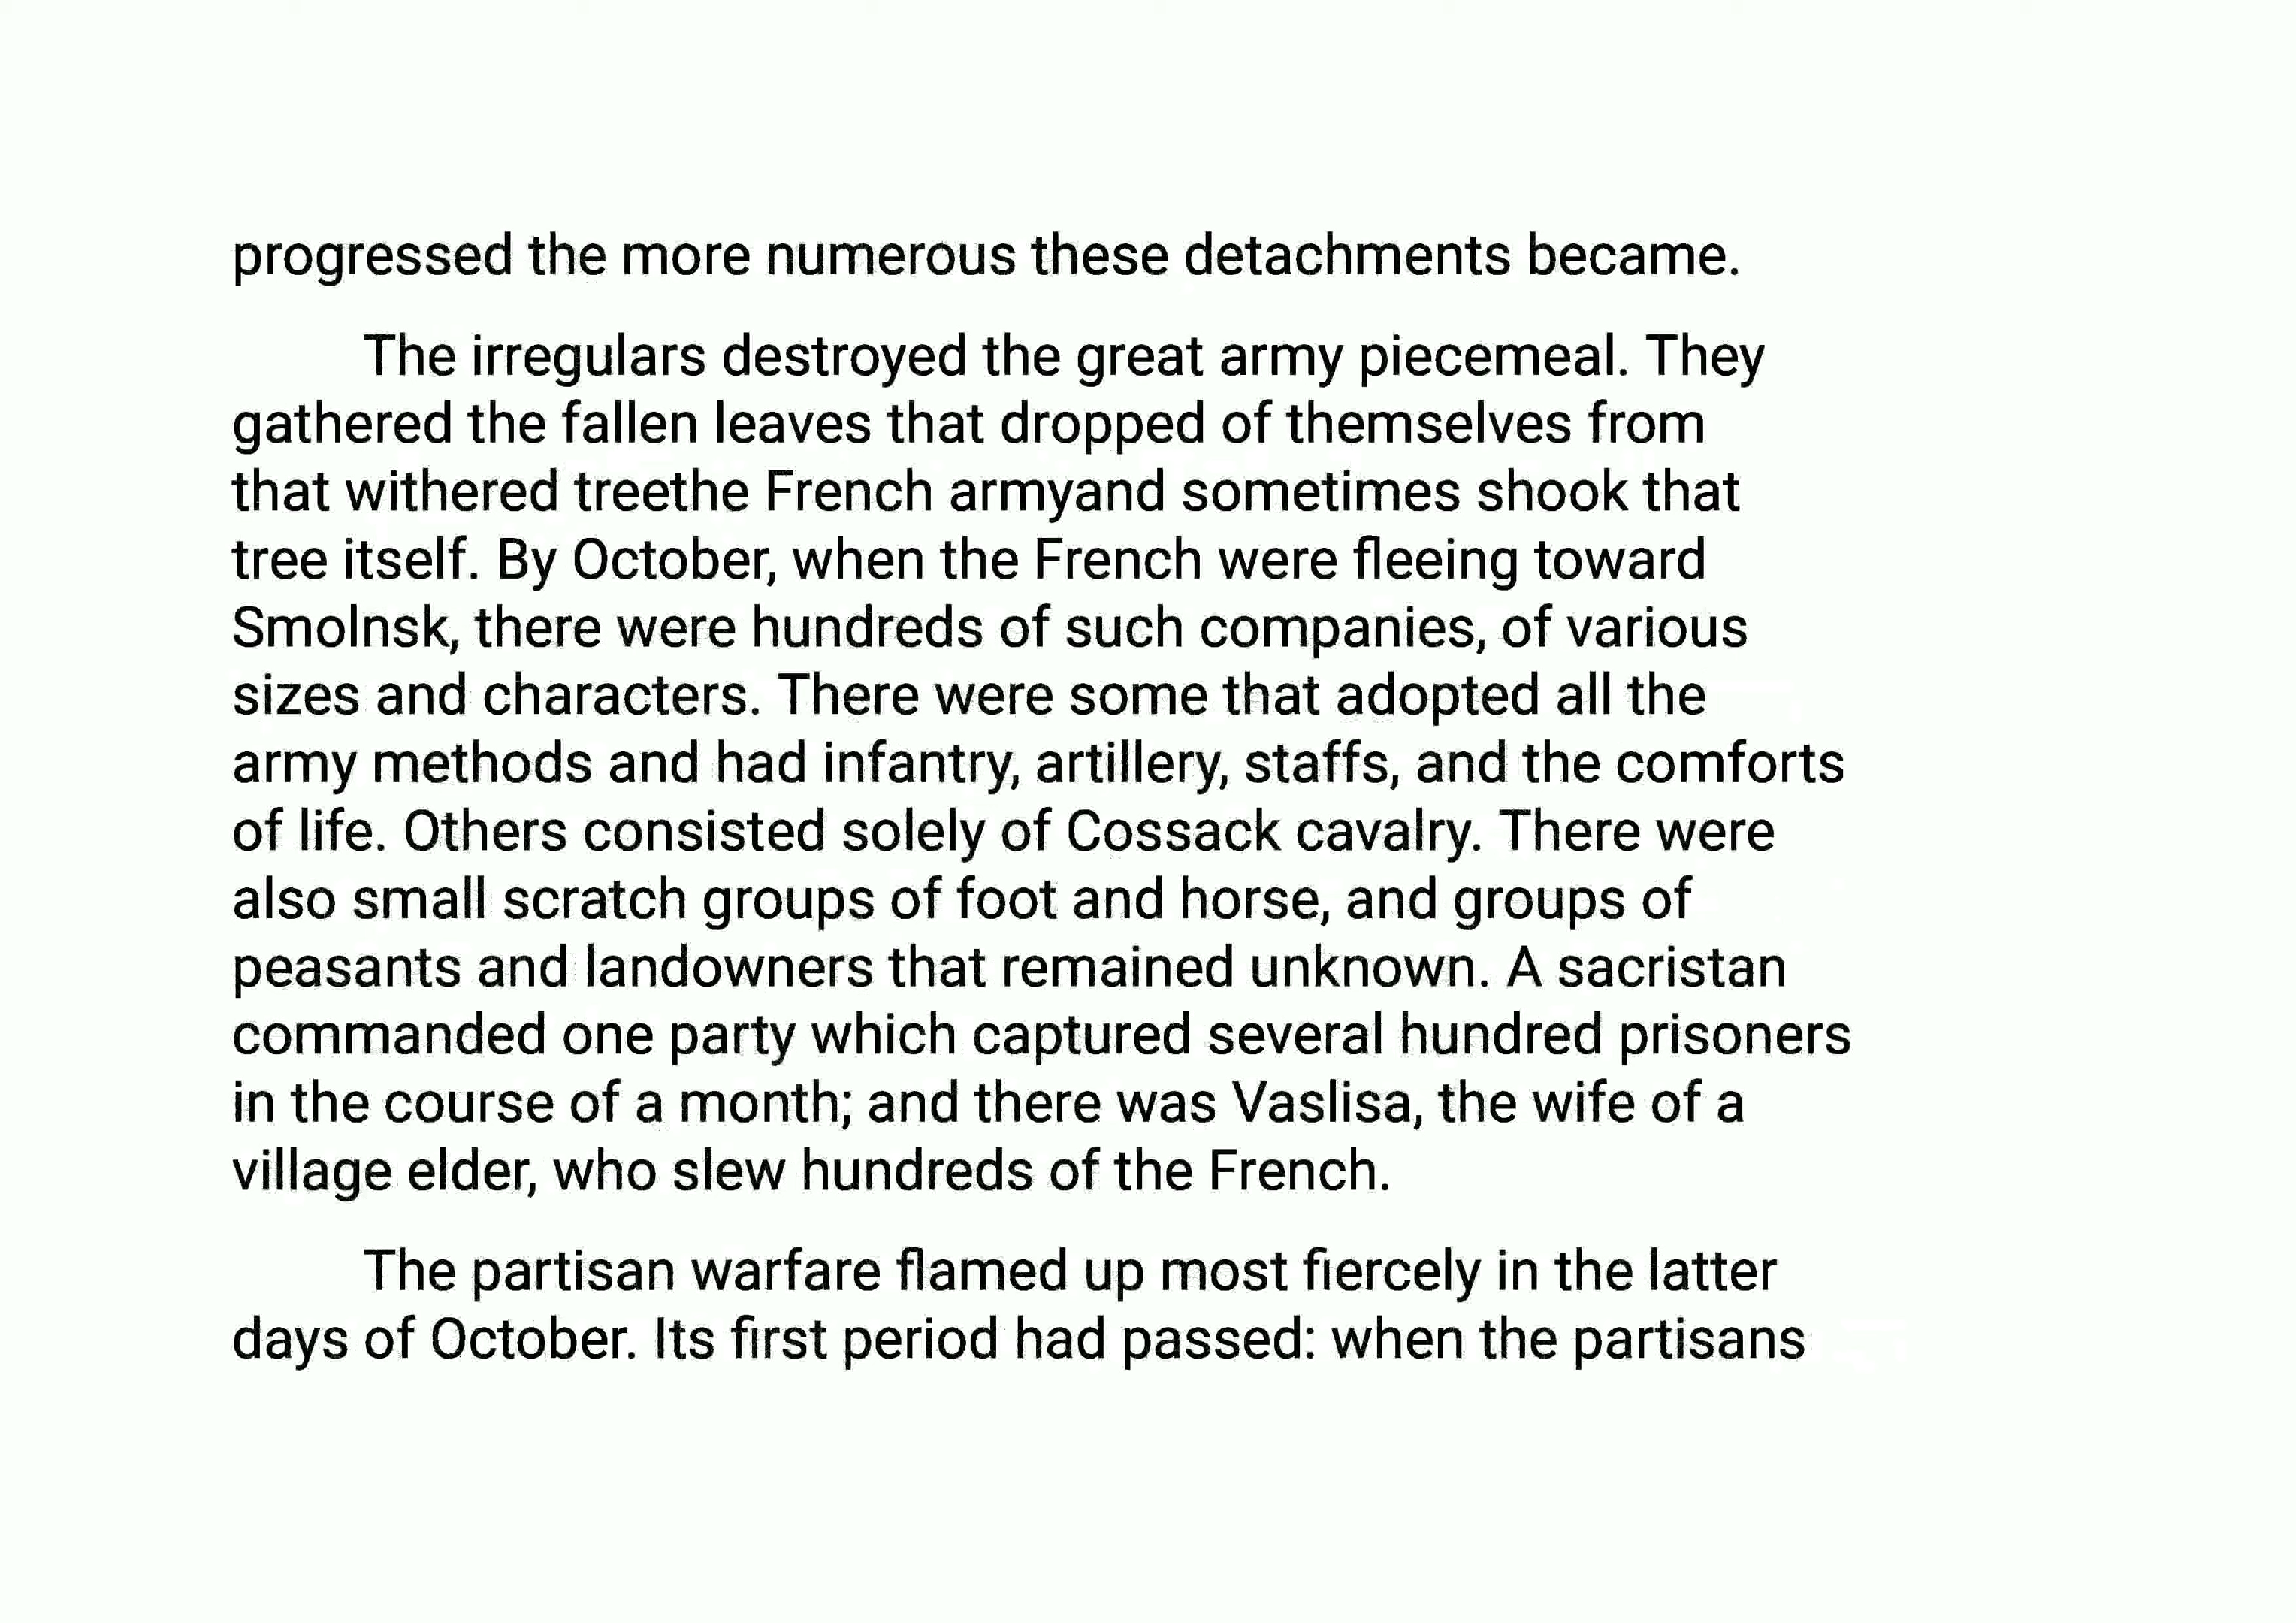 progressed the more numerous these detachments became.
The irregulars destroyed the great army piecemeal. They
gathered the fallen leaves that dropped of themselves from
that withered treethe French armyand sometimes shook that
tree itself. By October, when the French were fleeing toward
Smolnsk, there were hundreds of such companies, of various
sizes and characters. There were some that adopted all the
army methods and had infantry, artillery, staffs, and the comforts
of life. Others consisted solely of Cossack cavalry. There were
also small scratch groups of foot and horse, and groups of
peasants and landowners that remained unknown. A sacristan
commanded one party which captured several hundred prisoners
in the course of a month; and there was Vaslisa, the wife of a
village elder, who slew hundreds of the French.
The partisan warfare flamed up most fiercely in the latter
days of October. Its first period had passed: when the partisans